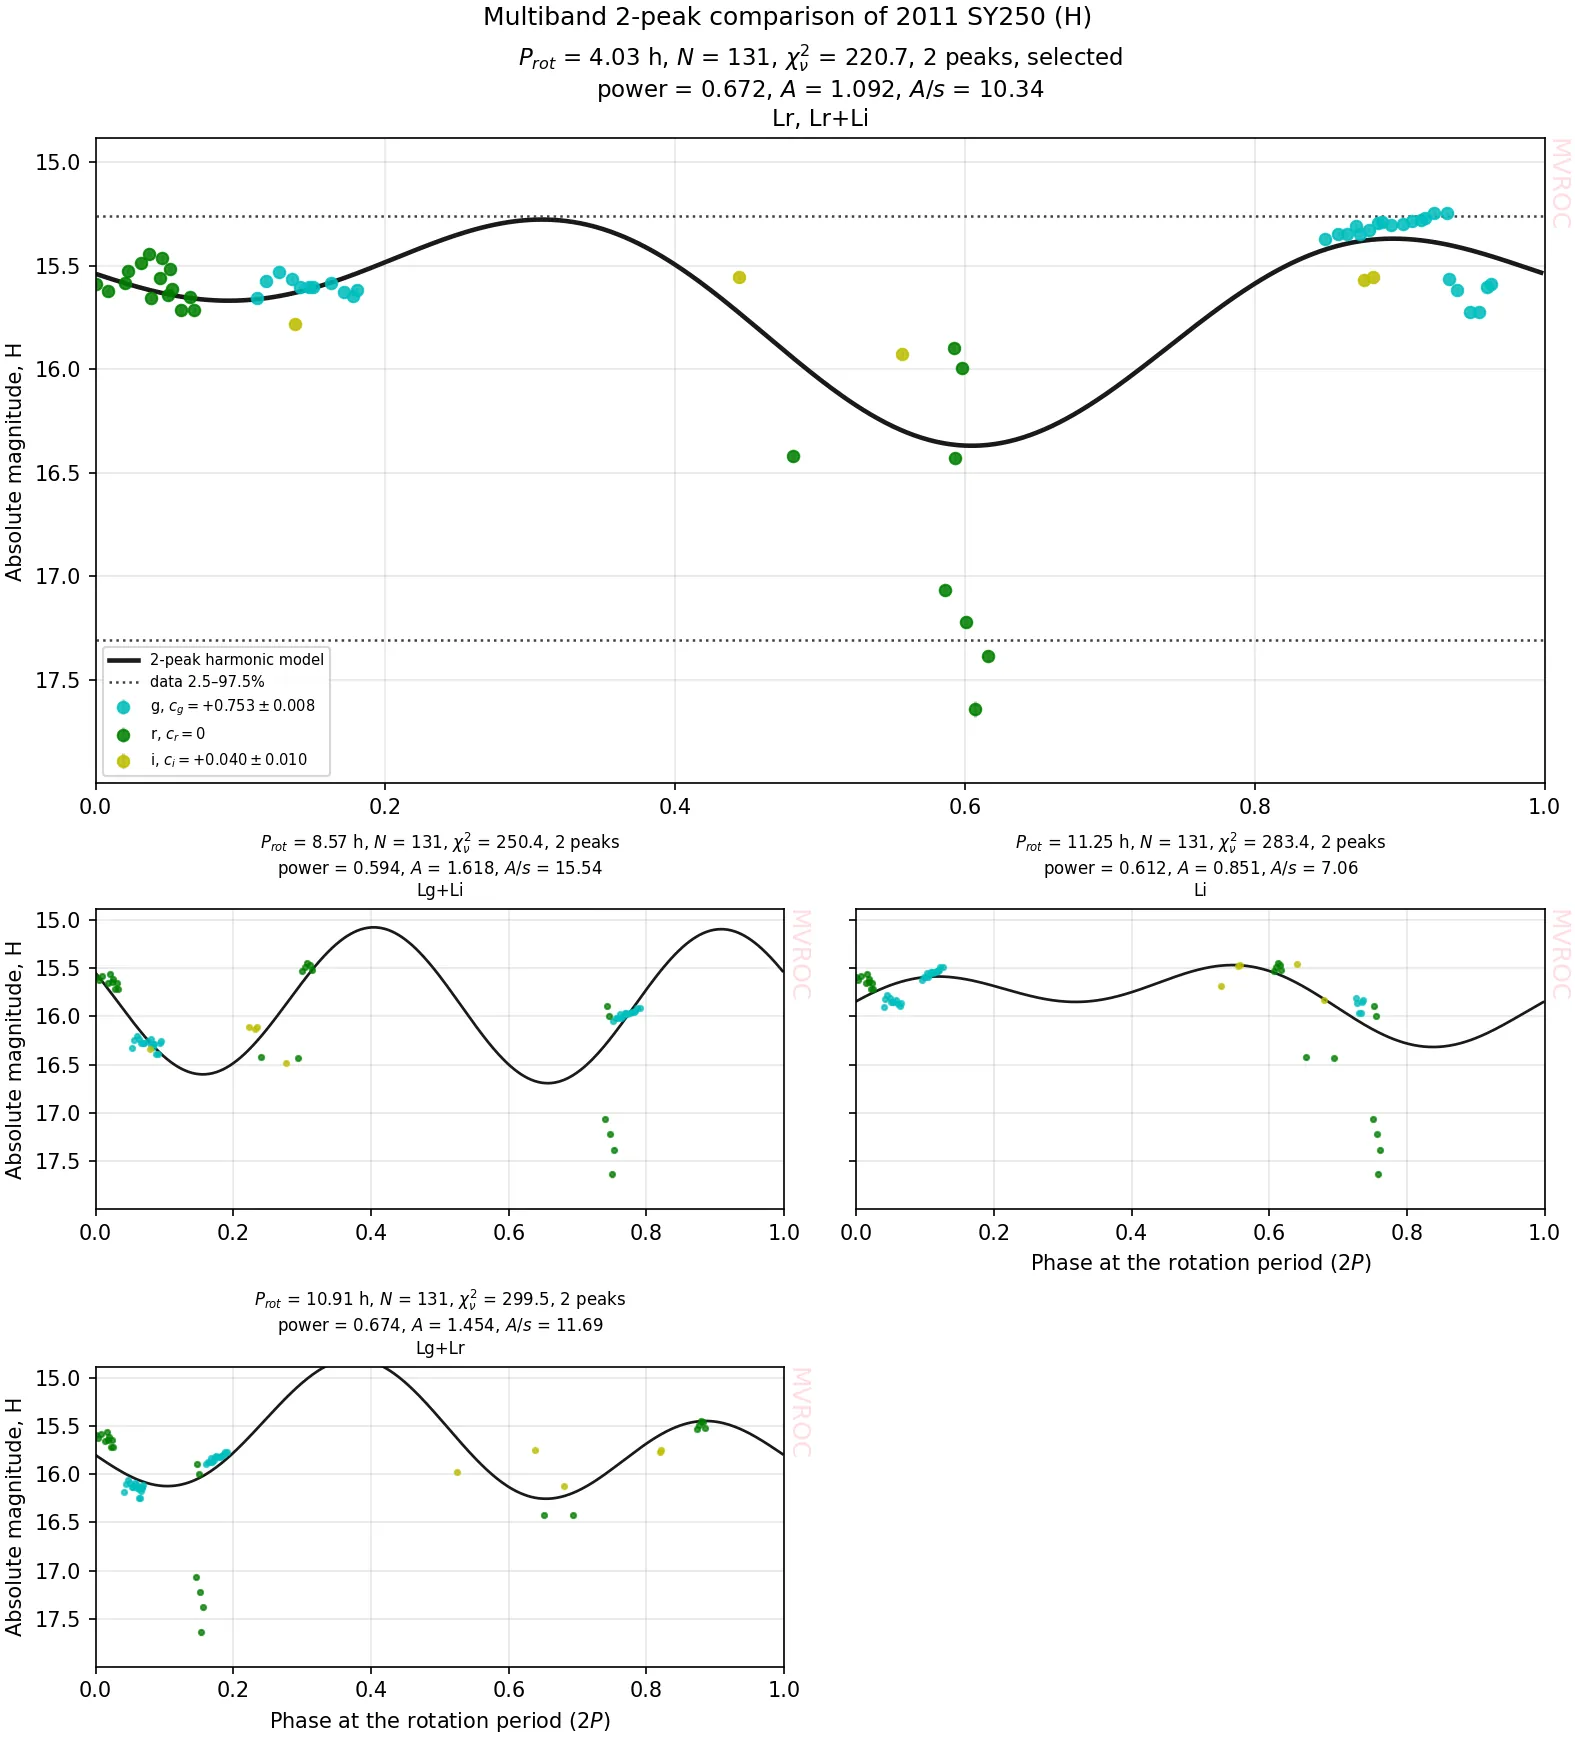 Multiband 2-peak comparison of 2011 SY250 (H)
P_rot = 4.03 h, N = 131, χ²_ν = 220.7, 2 peaks, selected
power = 0.672, A = 1.092, A/s = 10.34
Lr, Lr+Li
15.0
15.5
16.0
16.5
17.0
17.5
Absolute magnitude, H
2-peak harmonic model
data 2.5–97.5%
g, c_g = +0.753 ± 0.008
r, c_r = 0
i, c_i = +0.040 ± 0.010
0.0 0.2 0.4 0.6 0.8 1.0
MVROC
P_rot = 8.57 h, N = 131, χ²_ν = 250.4, 2 peaks
power = 0.594, A = 1.618, A/s = 15.54
Lg+Li
15.0
15.5
16.0
16.5
17.0
17.5
Absolute magnitude, H
0.0 0.2 0.4 0.6 0.8 1.0
MVROC
P_rot = 11.25 h, N = 131, χ²_ν = 283.4, 2 peaks
power = 0.612, A = 0.851, A/s = 7.06
Li
0.0 0.2 0.4 0.6 0.8 1.0
Phase at the rotation period (2P)
MVROC
P_rot = 10.91 h, N = 131, χ²_ν = 299.5, 2 peaks
power = 0.674, A = 1.454, A/s = 11.69
Lg+Lr
15.0
15.5
16.0
16.5
17.0
17.5
Absolute magnitude, H
0.0 0.2 0.4 0.6 0.8 1.0
Phase at the rotation period (2P)
MVROC